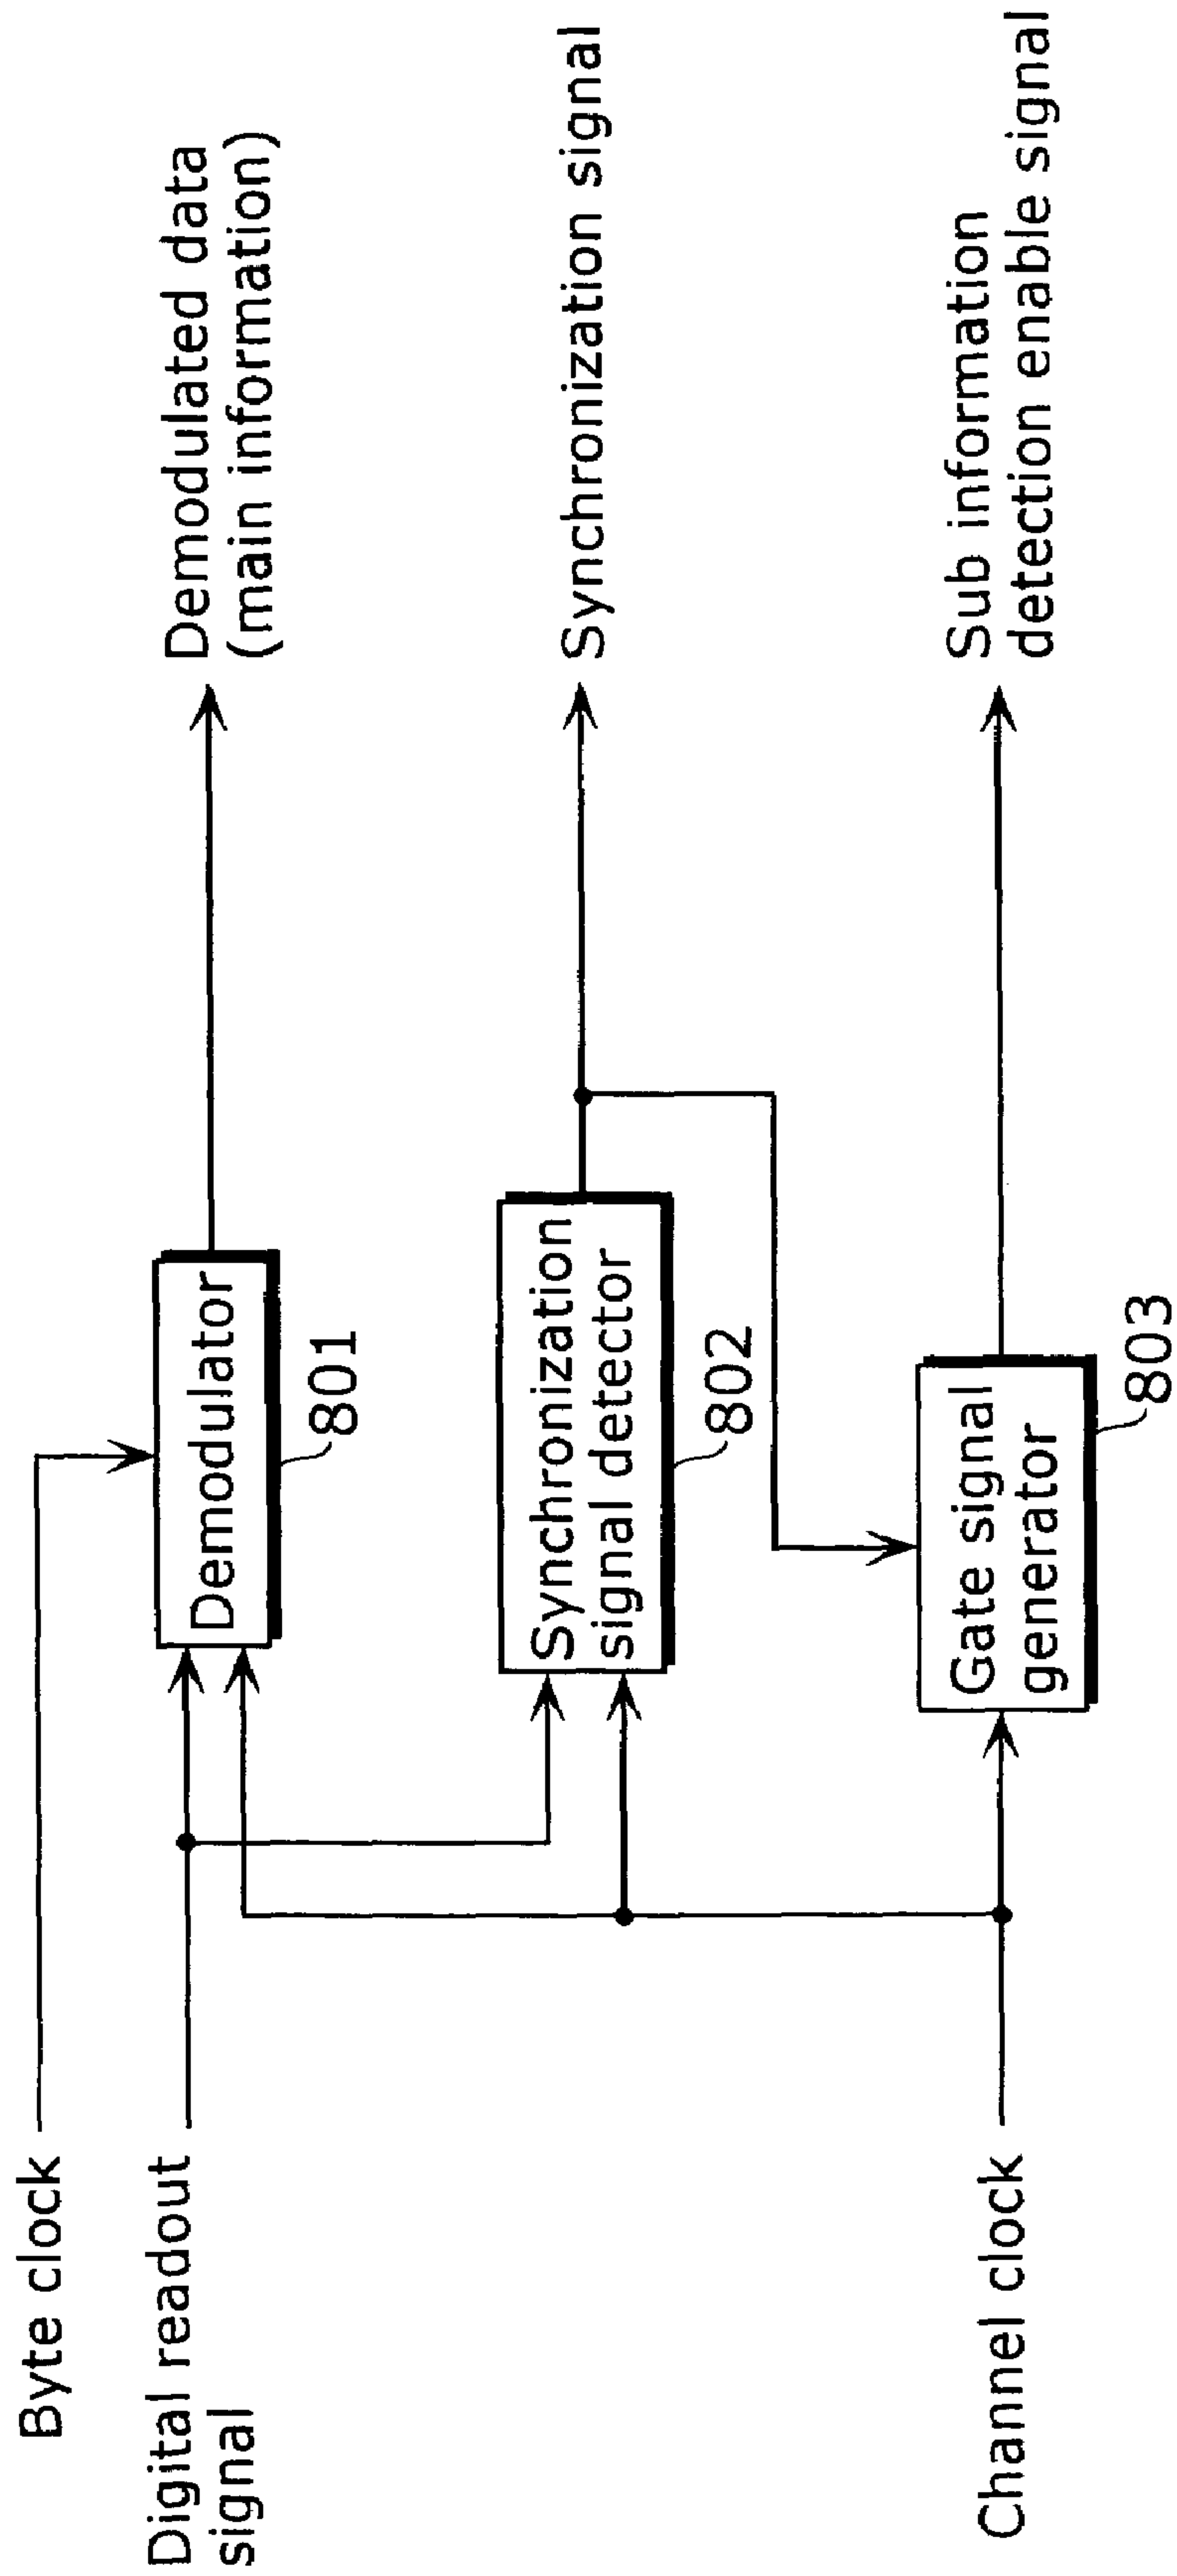 Byte clock
Digital readout
signal
Channel clock
Demodulator
801
Synchronization
signal detector
802
Gate signal
generator
803
Demodulated data
(main information)
Synchronization signal
Sub information
detection enable signal